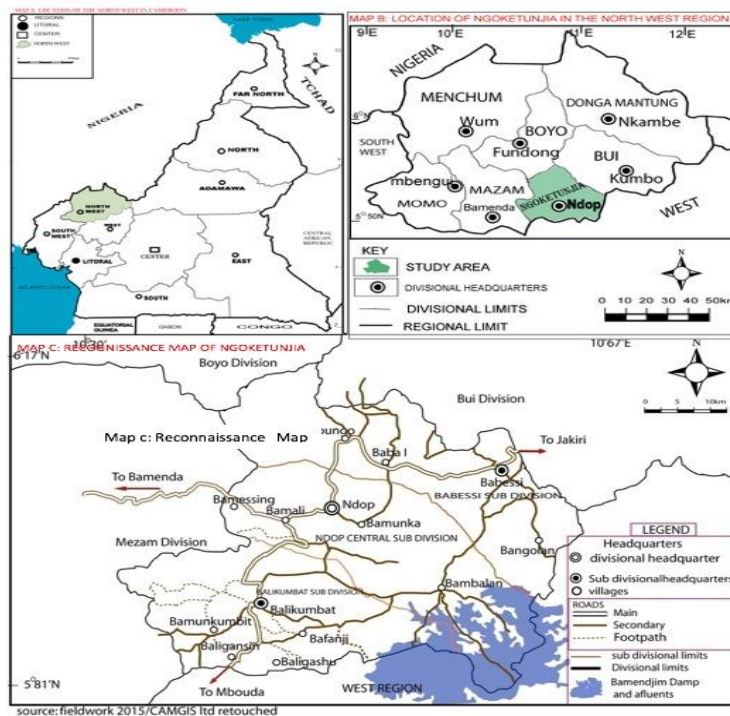 MAP A: LOCATION OF THE NORTH WEST IN CAMEROON
REGIONS
LITORAL
CENTER
NORTH WEST
LAKE TCHAD
N
FAR NORTH
TCHAD
NIGERIA
NORTH
ADAMAWA
NORTH WEST
SOUTH WEST
LITORAL
CENTER
EAST
CENTRAL AFRICAN REPUBLIC
ATLANTIC OCEAN
SOUTH
EQUATORIAL GUINEA
GABON
CONGO
MAP B: LOCATION OF NGOKETUNJIA IN THE NORTH WEST REGION
9°E
10
11
12
NIGERIA
MENCHUM
DONGA MANTUNG
Wum
BOYO
Nkambe
SOUTH WEST
Fundong
BUI
mbengui
MAZAM
Kumbo
MOMO
Bamenda
NGOKETUNJIA
Ndop
WEST
5°50N
KEY
STUDY AREA
DIVISIONAL HEADQUARTERS
DIVISIONAL LIMITS
REGIONAL LIMIT
N
0 10 20 30 40 50km
10°30'
10°67'E
6°17'N
MAP C: RECOGNISSANCE MAP OF NGOKETUNJIA
Boyo Division
Bui Division
N
0 5 10km
Map c: Reconnaissance Map
Baba I
To Jakiri
Babessi
BABESSI SUB DIVISION
To Bamenda
Bamessing
Ndop
Bamali
Bamunka
Mezam Division
NDOP CENTRAL SUB DIVISION
Bangolan
Bambalan
BALIKUMBAT SUB DIVISION
Balikumbat
Bamunkumbit
Bafanji
Baligansin
Baligashu
To Mbouda
WEST REGION
5°81N
LEGEND
Headquarters
divisional headquarter
Sub divisionalheadquarters
villages
ROADS
Main
Secondary
Footpath
sub divisional limits
Divisional limits
Bamendjim Damp and afluents
source: fieldwork 2015/CAMGIS ltd retouched